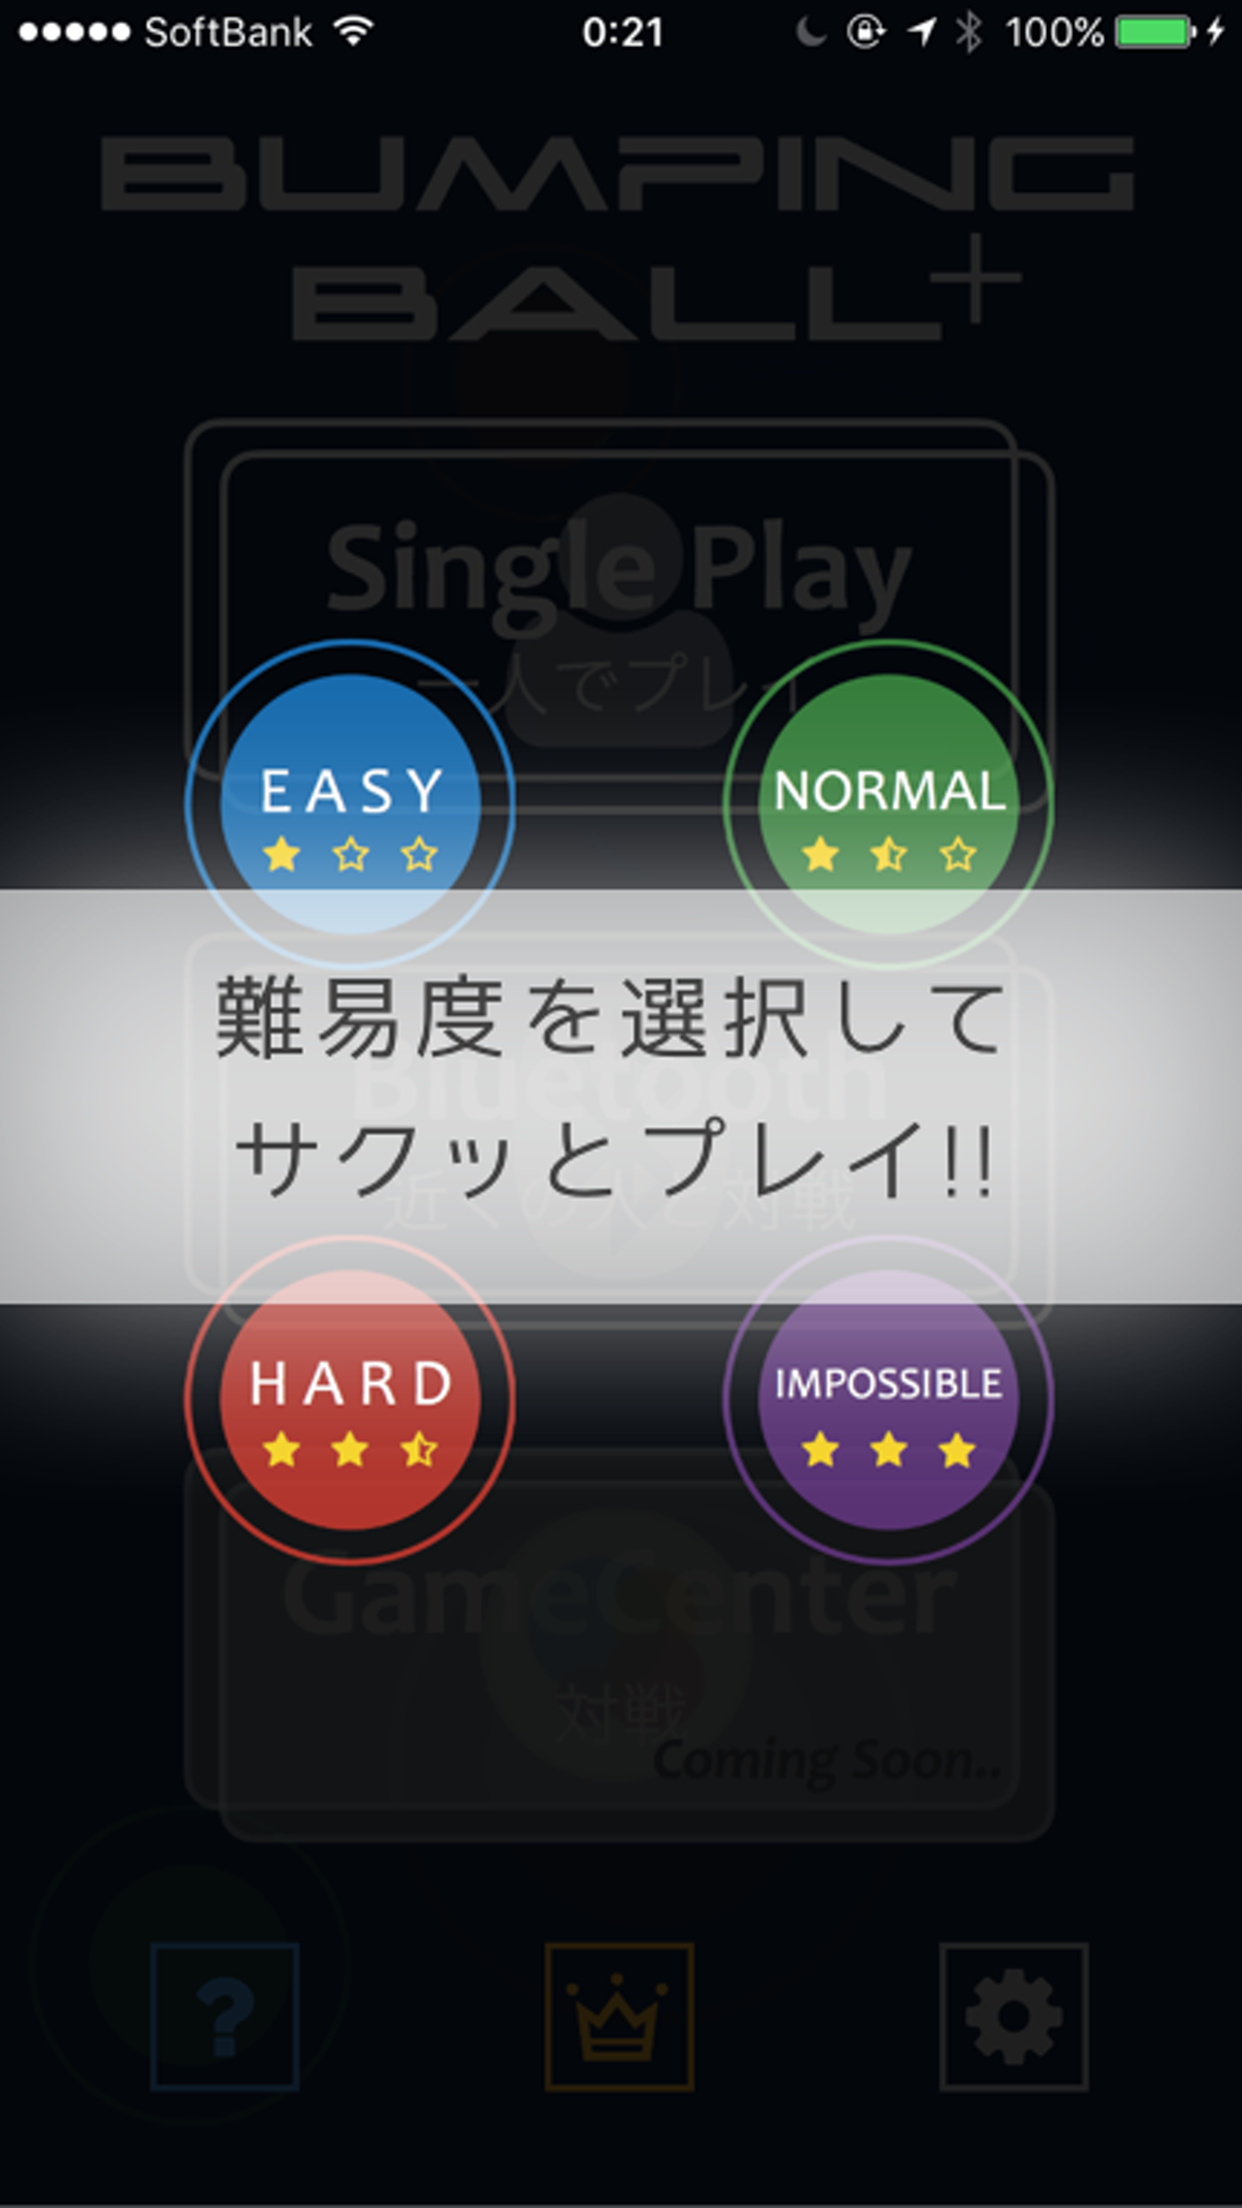 SoftBank 0:21 100%
BUMPING
BALL+
Single Play
一人でプレイ
EASY
NORMAL
難易度を選択して
Bluetooth
サクッとプレイ!!
近くの人と対戦
HARD
IMPOSSIBLE
GameCenter
対戦
Coming Soon..
?